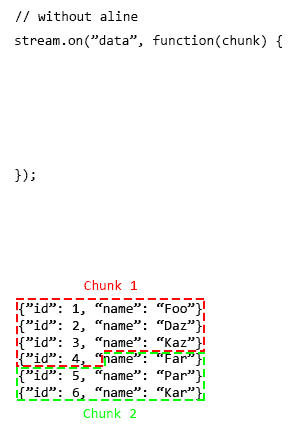 // without aline
stream.on(”data”, function(chunk) {
});
Chunk 1
{”id”: 1, “name”: “Foo”}
{”id”: 2, “name”: “Daz”}
{”id”: 3, “name”: “Kaz”}
{”id”: 4, “name”: “Far”}
{”id”: 5, “name”: “Par”}
{”id”: 6, “name”: “Kar”}
Chunk 2